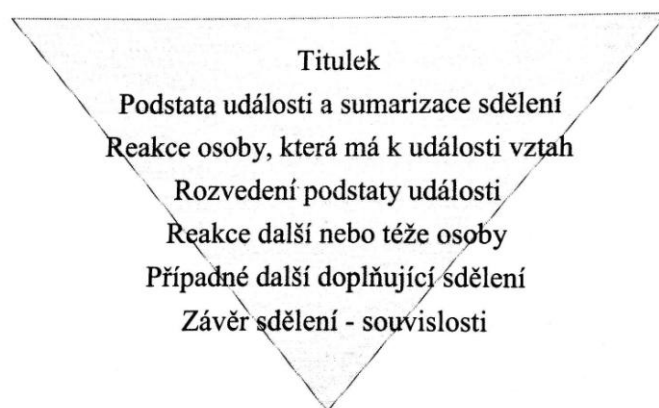 Titulek
Podstata události a sumarizace sdělení
Reakce osoby, která má k události vztah
Rozvedení podstaty události
Reakce další nebo téže osoby
Případné další doplňující sdělení
Závěr sdělení - souvislosti